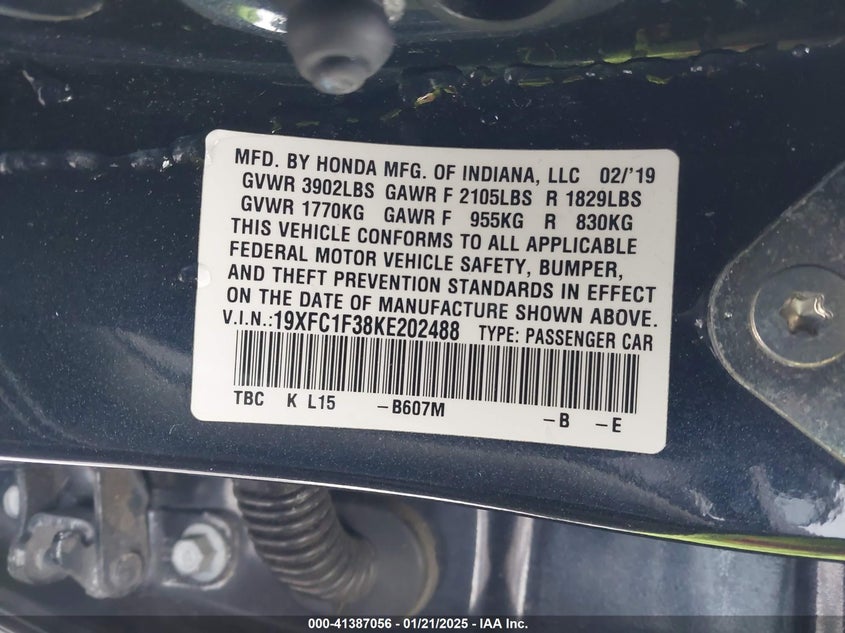 MFD. BY HONDA MFG. OF INDIANA, LLC 02/'19
GVWR 3902LBS GAWR F 2105LBS R 1829LBS
GVWR 1770KG GAWR F 955KG R 830KG
THIS VEHICLE CONFORMS TO ALL APPLICABLE
FEDERAL MOTOR VEHICLE SAFETY, BUMPER,
AND THEFT PREVENTION STANDARDS IN EFFECT
ON THE DATE OF MANUFACTURE SHOWN ABOVE.
V.I.N.:19XFC1F38KE202488 TYPE: PASSENGER CAR
TBC K L15 -B607M -B -E
000-41387056 / 01/21/2025 - IAA Inc.